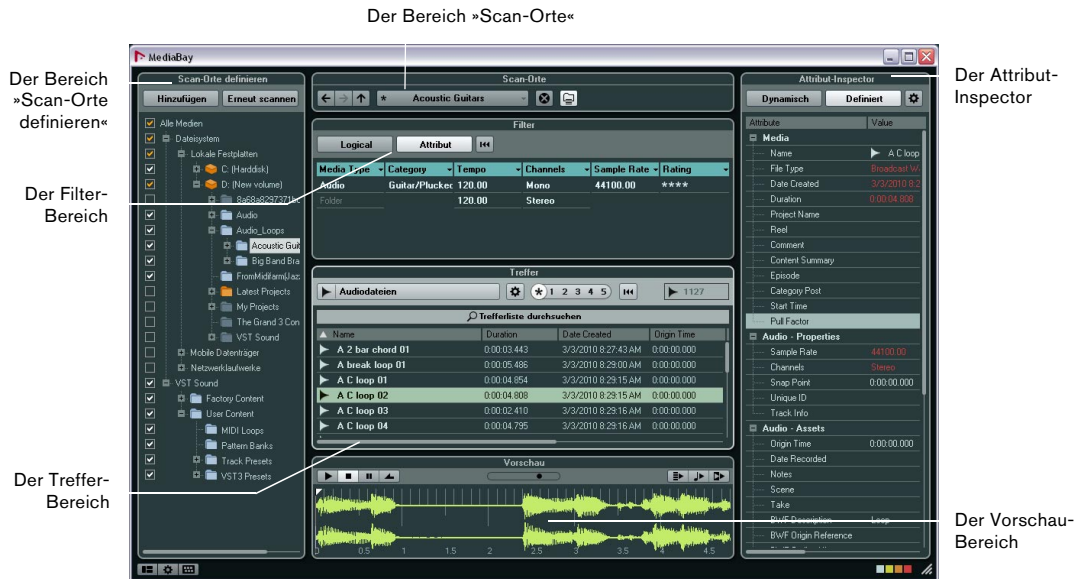 Der Bereich »Scan-Orte«
Der Bereich
»Scan-Orte
definieren«
Der Filter-
Bereich
Der Treffer-
Bereich
Der Attribut-
Inspector
Der Vorschau-
Bereich
MediaBay
Scan-Orte definieren
Hinzufügen Erneut scannen
Alle Medien
Dateisystem
Lokale Festplatten
C: (Harddisk)
D: (New volume)
Audio
Audio_Loops
Acoustic Guit
Big Band Bra
FromMidifarm(Jaz
Latest Projects
My Projects
The Grand 3 Con
VST Sound
Mobile Datenträger
Netzwerklaufwerke
VST Sound
Factory Content
User Content
MIDI Loops
Pattern Banks
Track Presets
VST3 Presets
Scan-Orte
* Acoustic Guitars
Filter
Logical Attribut
Media Type Category Tempo Channels Sample Rate Rating
Audio Guitar/Plucked 120.00 Mono 44100.00 ****
Folder 120.00 Stereo
Treffer
Audiodateien * 1 2 3 4 5 1127
Trefferliste durchsuchen
Name Duration Date Created Origin Time
A 2 bar chord 01 0:00:03.443 3/3/2010 8:27:43 AM 0:00:00.000
A break loop 01 0:00:05.486 3/3/2010 8:29:00 AM 0:00:00.000
A C loop 01 0:00:04.854 3/3/2010 8:29:15 AM 0:00:00.000
A C loop 02 0:00:04.808 3/3/2010 8:29:15 AM 0:00:00.000
A C loop 03 0:00:02.410 3/3/2010 8:29:16 AM 0:00:00.000
A C loop 04 0:00:04.795 3/3/2010 8:29:16 AM 0:00:00.000
Vorschau
0 0.5 1 1.5 2 2.5 3 3.5 4 4.5
Attribut-Inspector
Dynamisch Definiert
Attribute Value
Media
Name A C loop
File Type Broadcast W
Date Created 3/3/2010 8:2
Duration 0:00:04.808
Project Name
Reel
Comment
Content Summary
Episode
Category Post
Start Time
Pull Factor
Audio - Properties
Sample Rate 44100.00
Channels Stereo
Snap Point 0:00:00.000
Unique ID
Track Info
Audio - Assets
Origin Time 0:00:00.000
Date Recorded
Notes
Scene
Take
BWF Description Loop
BWF Origin Reference